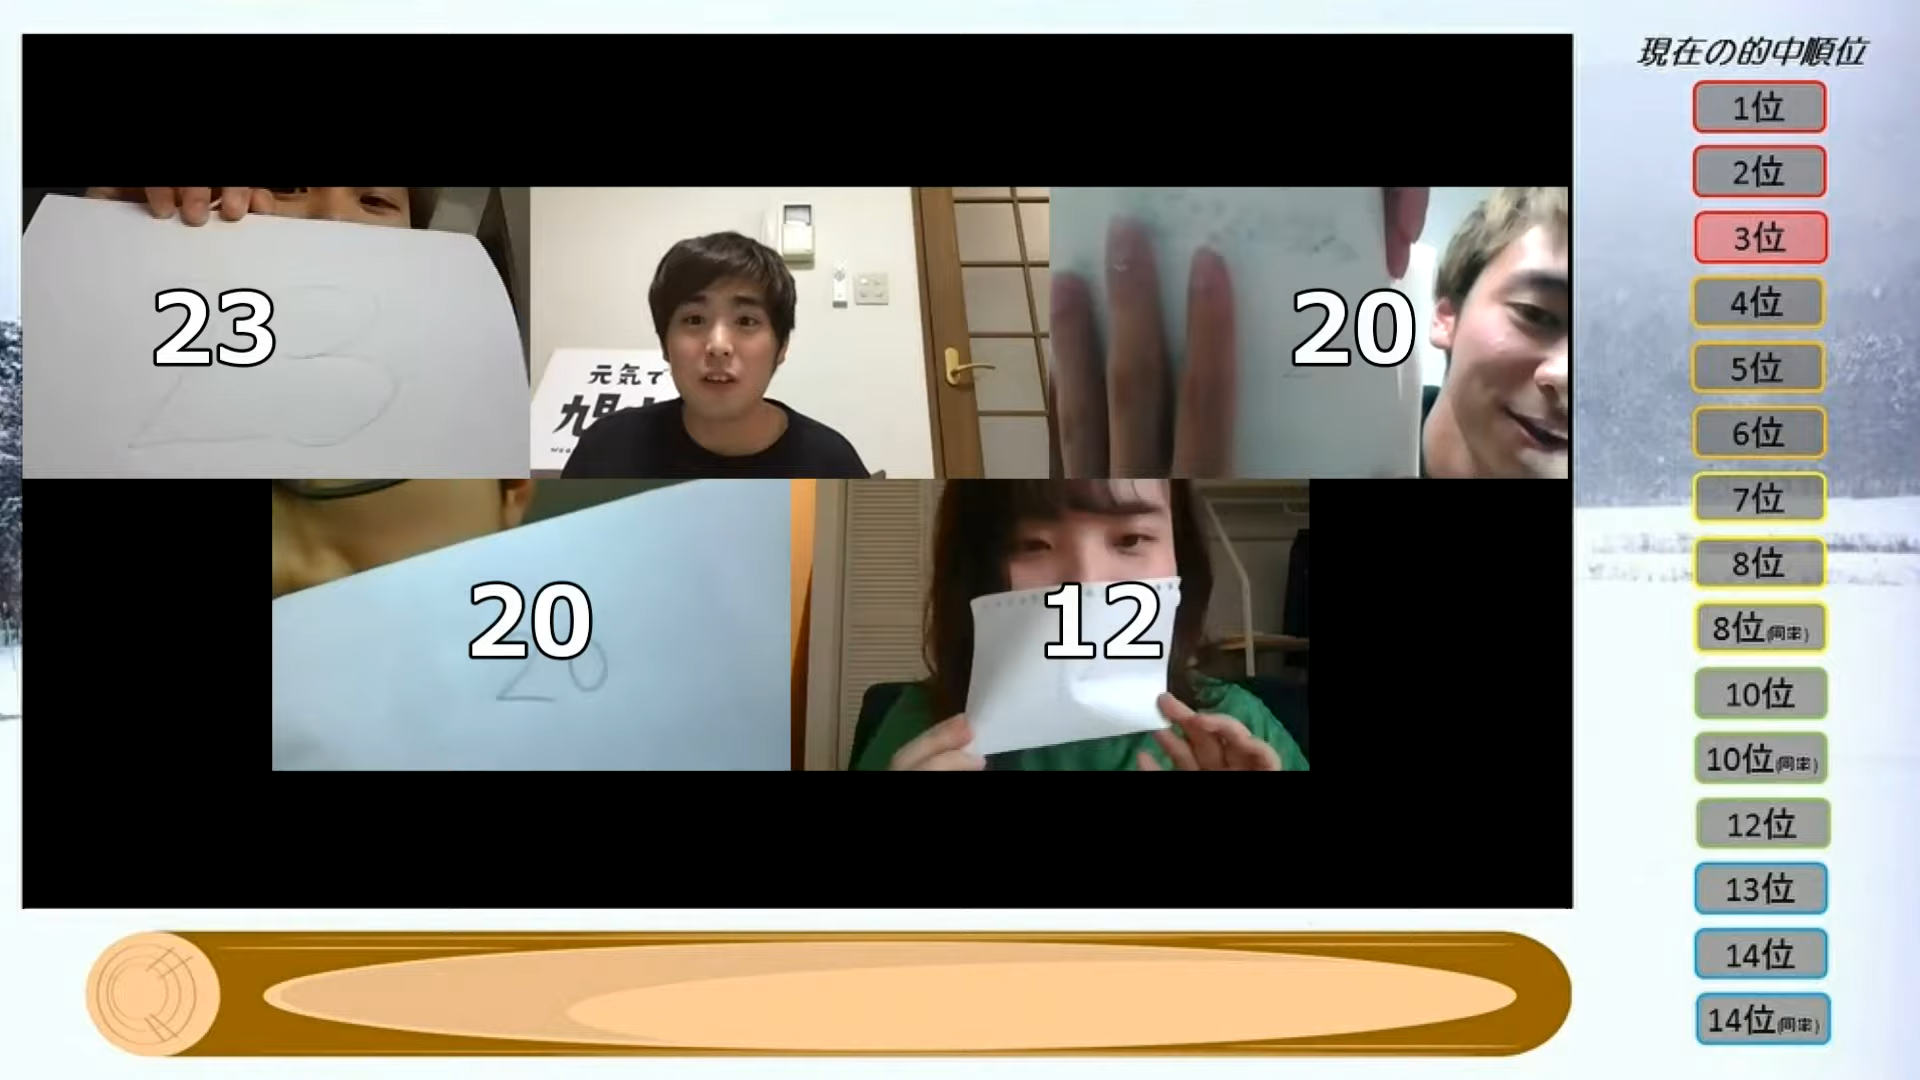 現在の的中順位
1位
2位
3位
4位
5位
6位
7位
8位
8位(同率)
10位
10位(同率)
12位
13位
14位
14位(同率)
23
23
元気で
20
20
20
12